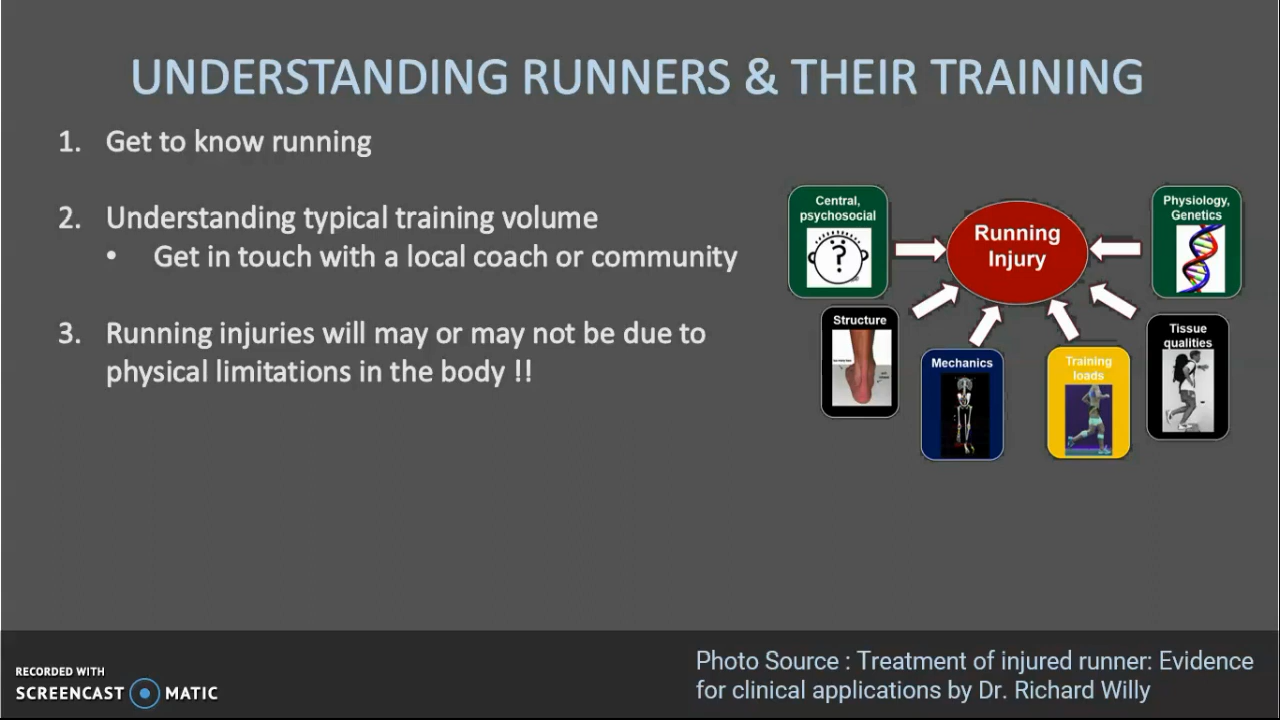 UNDERSTANDING RUNNERS & THEIR TRAINING
1. Get to know running
2. Understanding typical training volume
• Get in touch with a local coach or community
3. Running injuries will may or may not be due to
physical limitations in the body !!
Central,
psychosocial
?
Running
Injury
Physiology,
Genetics
Structure
Mechanics
Training
loads
Tissue
qualities
RECORDED WITH
SCREENCAST MATIC
Photo Source : Treatment of injured runner: Evidence
for clinical applications by Dr. Richard Willy